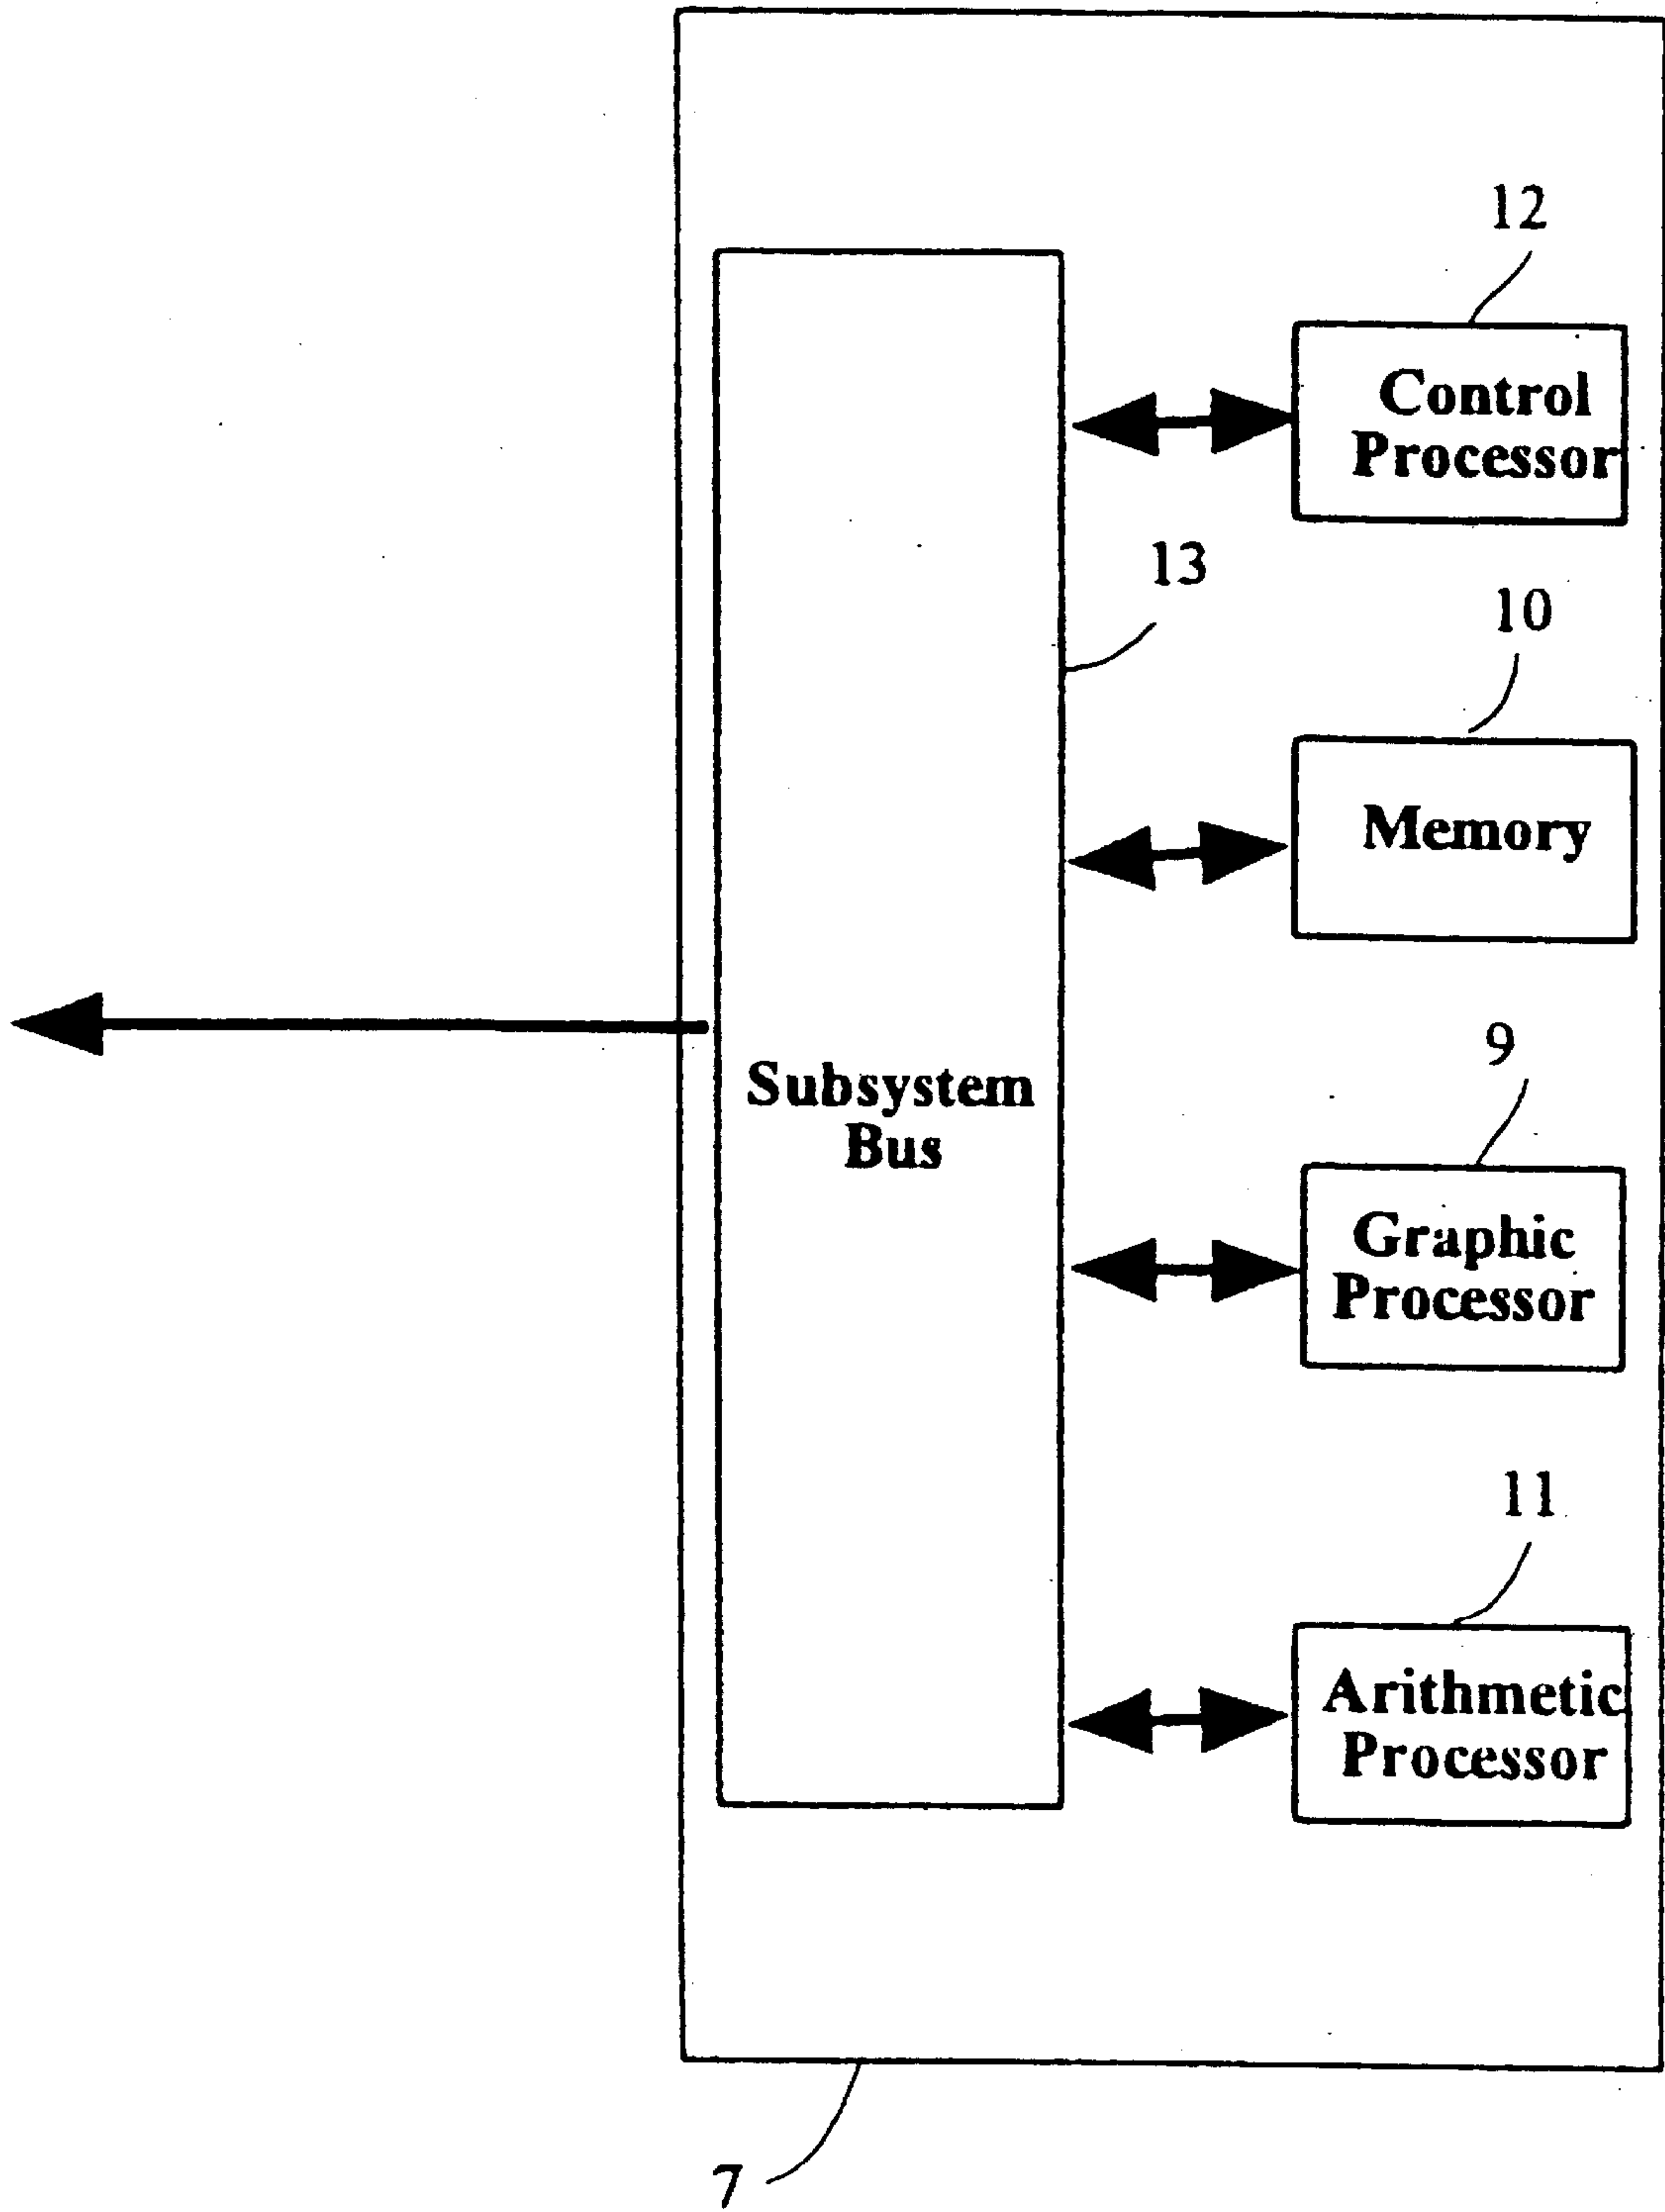 12
Control
Processor
13
10
Memory
9
Subsystem
Bus
Graphic
Processor
11
Arithmetic
Processor
7